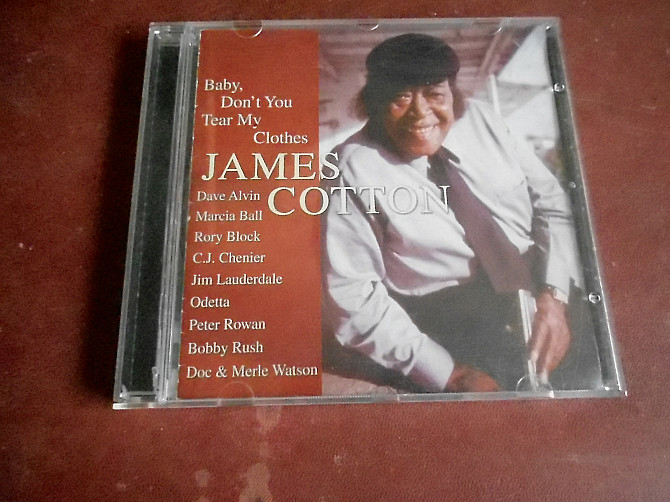 Baby,
Don't You
Tear My
Clothes
JAMES
COTTON
Dave Alvin
Marcia Ball
Rory Block
C.J. Chenier
Jim Lauderdale
Odetta
Peter Rowan
Bobby Rush
Doc & Merle Watson